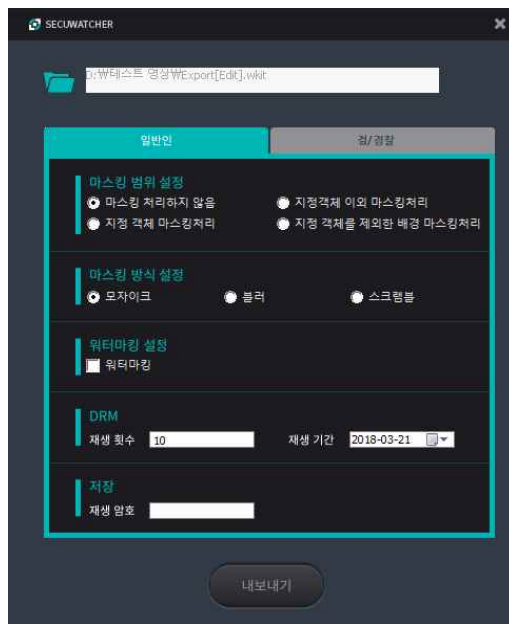 SECUWATCHER
D:₩테스트 영상₩Export[Edit].wkit
일반인 검/경찰
마스킹 범위 설정
마스킹 처리하지 않음 지정객체 이외 마스킹처리
지정 객체 마스킹처리 지정 객체를 제외한 배경 마스킹처리
마스킹 방식 설정
모자이크 블러 스크램블
워터마킹 설정
워터마킹
DRM
재생 횟수 10 재생 기간 2018-03-21
저장
재생 암호
내보내기